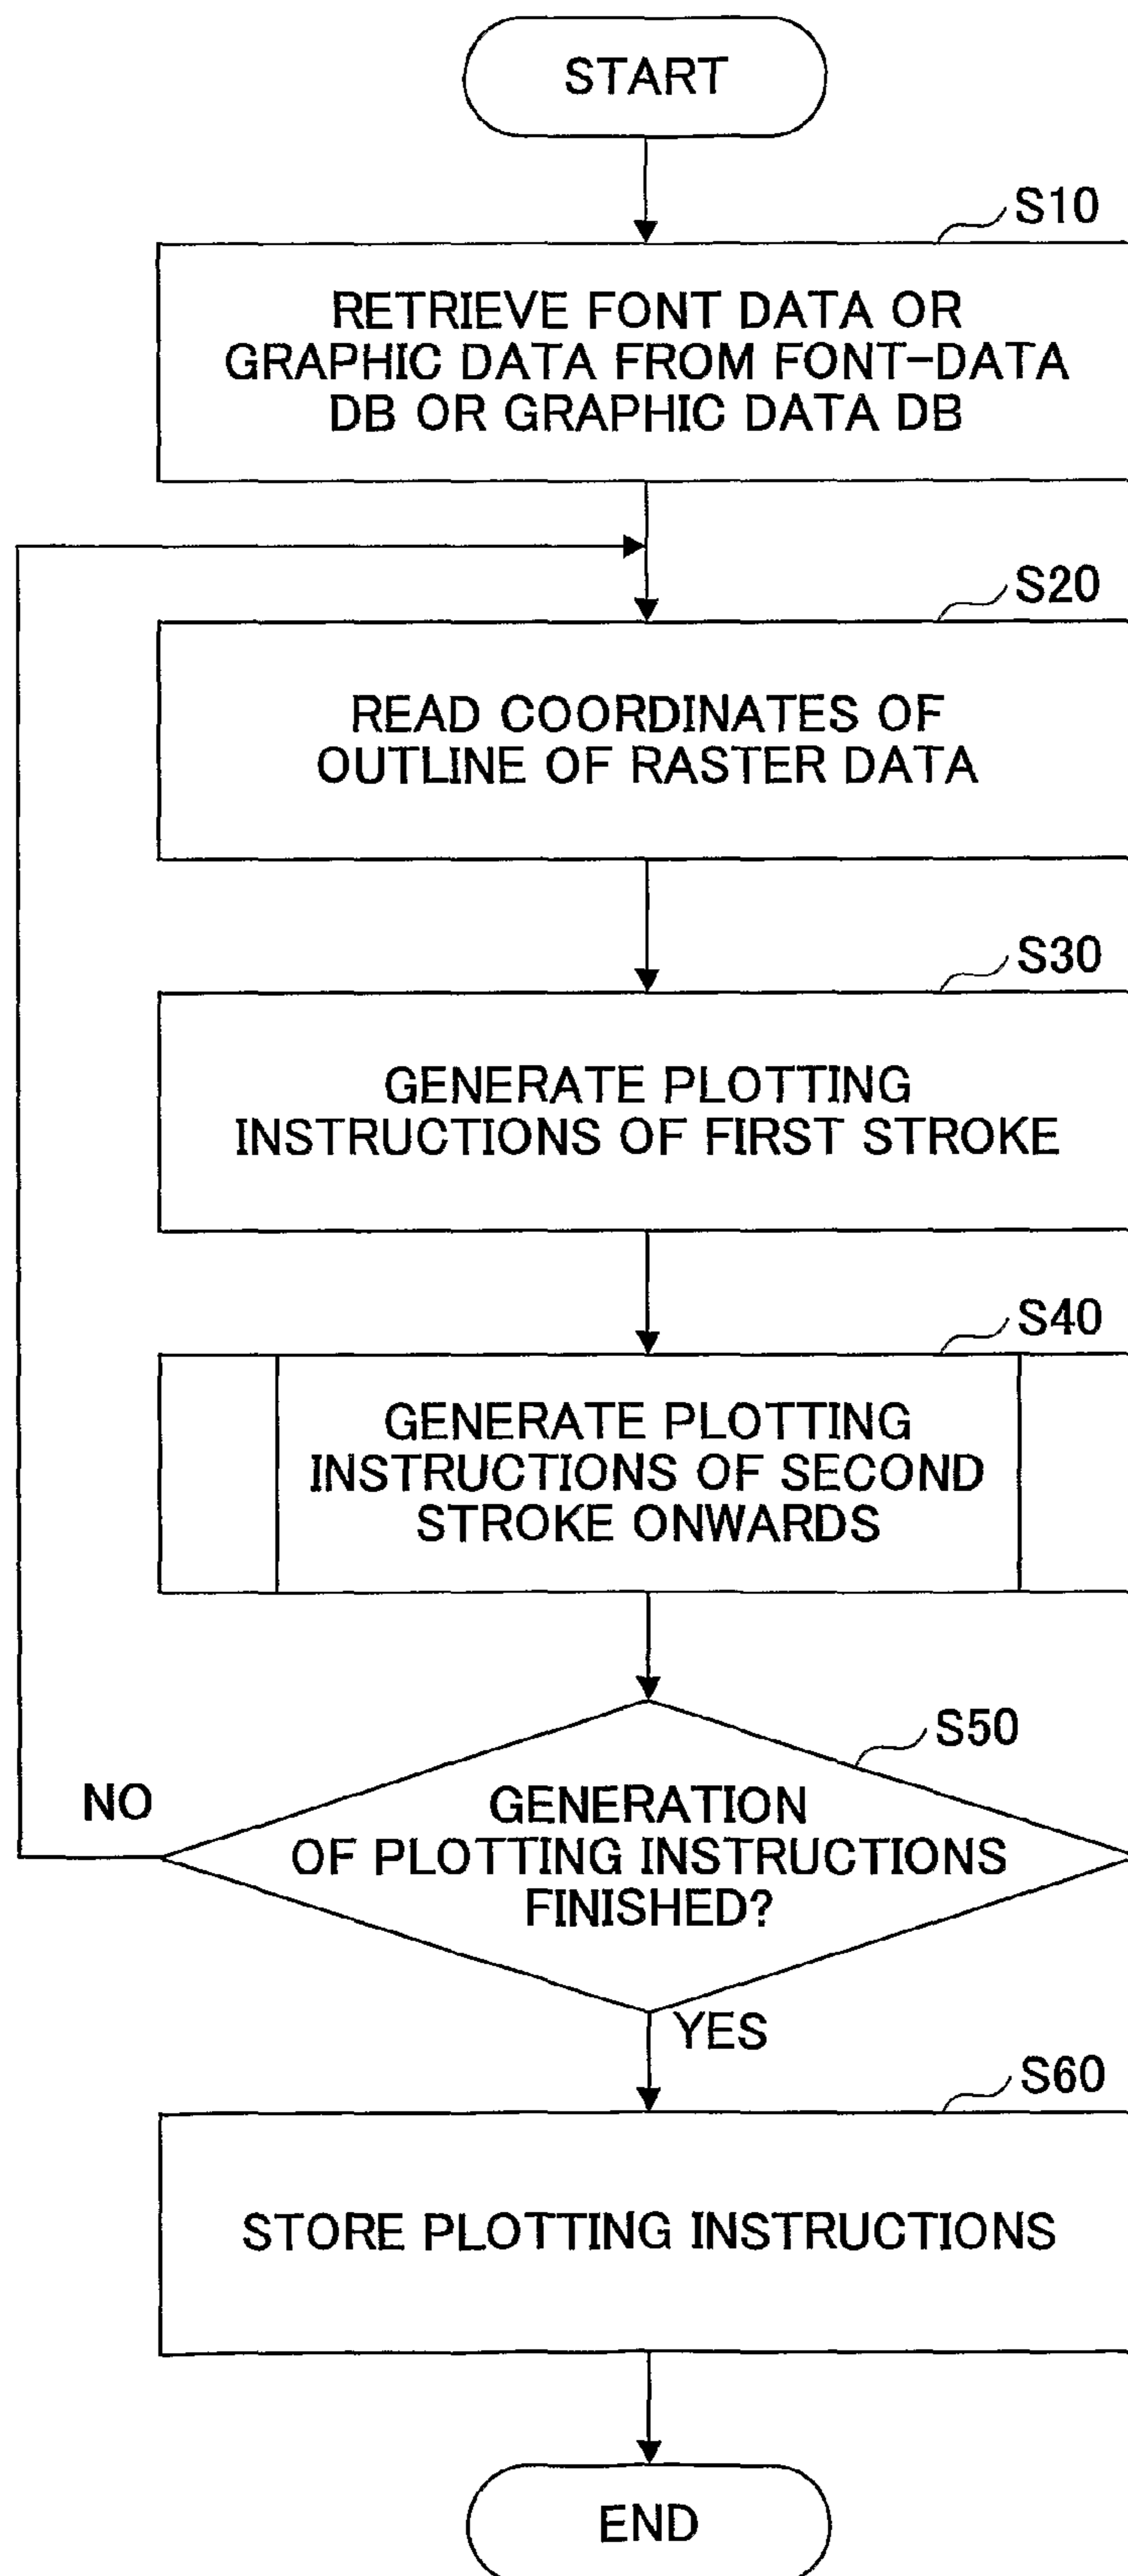 START
S10
RETRIEVE FONT DATA OR
GRAPHIC DATA FROM FONT-DATA
DB OR GRAPHIC DATA DB
S20
READ COORDINATES OF
OUTLINE OF RASTER DATA
S30
GENERATE PLOTTING
INSTRUCTIONS OF FIRST STROKE
S40
GENERATE PLOTTING
INSTRUCTIONS OF SECOND
STROKE ONWARDS
S50
NO
GENERATION
OF PLOTTING INSTRUCTIONS
FINISHED?
YES
S60
STORE PLOTTING INSTRUCTIONS
END